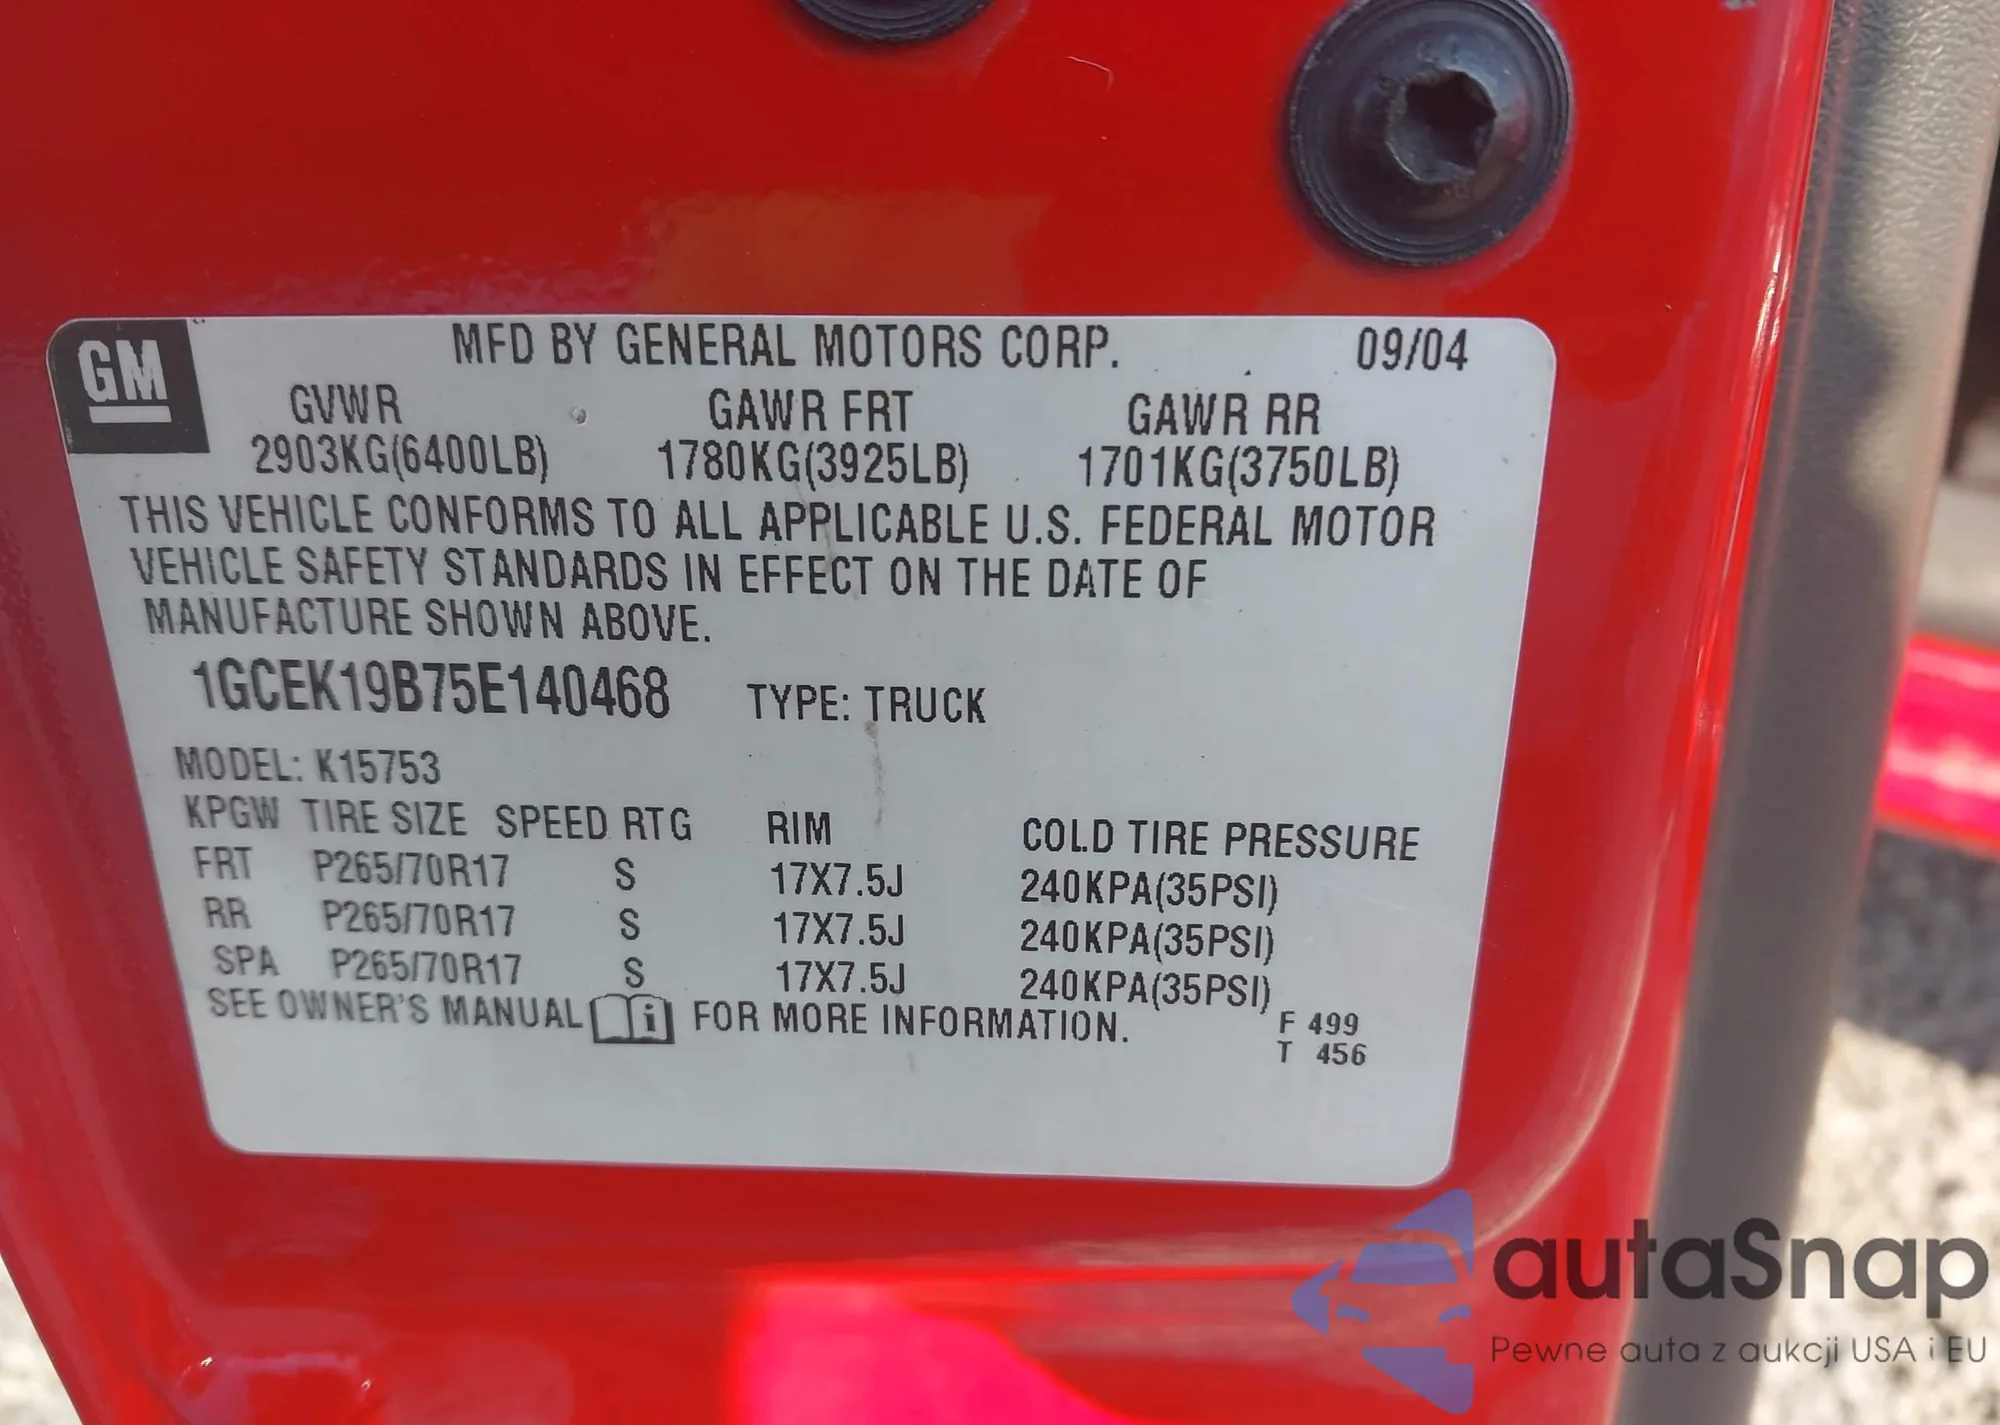 GM
MFD BY GENERAL MOTORS CORP. 09/04
GVWR GAWR FRT GAWR RR
2903KG(6400LB) 1780KG(3925LB) 1701KG(3750LB)
THIS VEHICLE CONFORMS TO ALL APPLICABLE U.S. FEDERAL MOTOR
VEHICLE SAFETY STANDARDS IN EFFECT ON THE DATE OF
MANUFACTURE SHOWN ABOVE.
1GCEK19B75E140468 TYPE: TRUCK
MODEL: K15753
KPGW TIRE SIZE SPEED RTG RIM COLD TIRE PRESSURE
FRT P265/70R17 S 17X7.5J 240KPA(35PSI)
RR P265/70R17 S 17X7.5J 240KPA(35PSI)
SPA P265/70R17 S 17X7.5J 240KPA(35PSI)
SEE OWNER'S MANUAL i FOR MORE INFORMATION.
F 499
T 456
autaSnap
Pewne auta z aukcji USA i EU